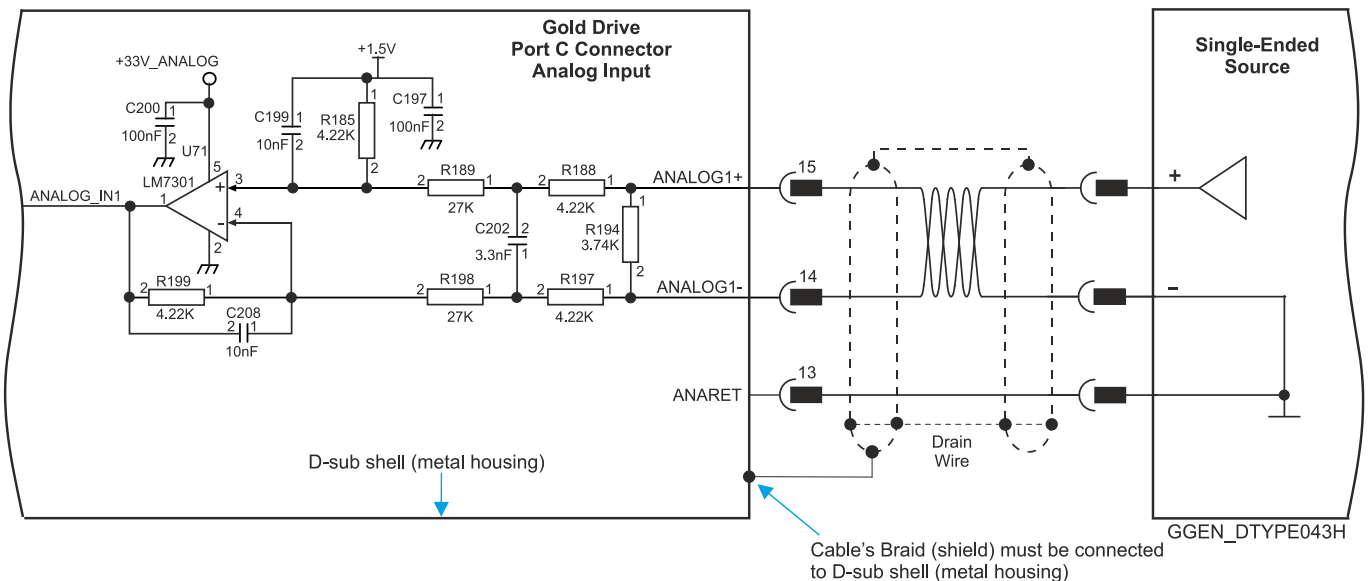 Gold Drive
Port C Connector
Analog Input
Single-Ended
Source
+33V_ANALOG
+1.5V
C200
1
100nF
2
U71
C199
1
10nF
2
R185
4.22K
1
2
C197
1
100nF
2
LM7301
5
3
+
-
4
2
1
ANALOG_IN1
2
R189
1
27K
2
R188
1
4.22K
ANALOG1+
15
+
C202
2
3.3nF
1
1
R194
3.74K
2
2
R199
1
4.22K
C208
2
1
10nF
2
R198
1
27K
2
R197
1
4.22K
ANALOG1-
14
-
ANARET
13
Drain
Wire
D-sub shell (metal housing)
GGEN_DTYPE043H
Cable's Braid (shield) must be connected
to D-sub shell (metal housing)